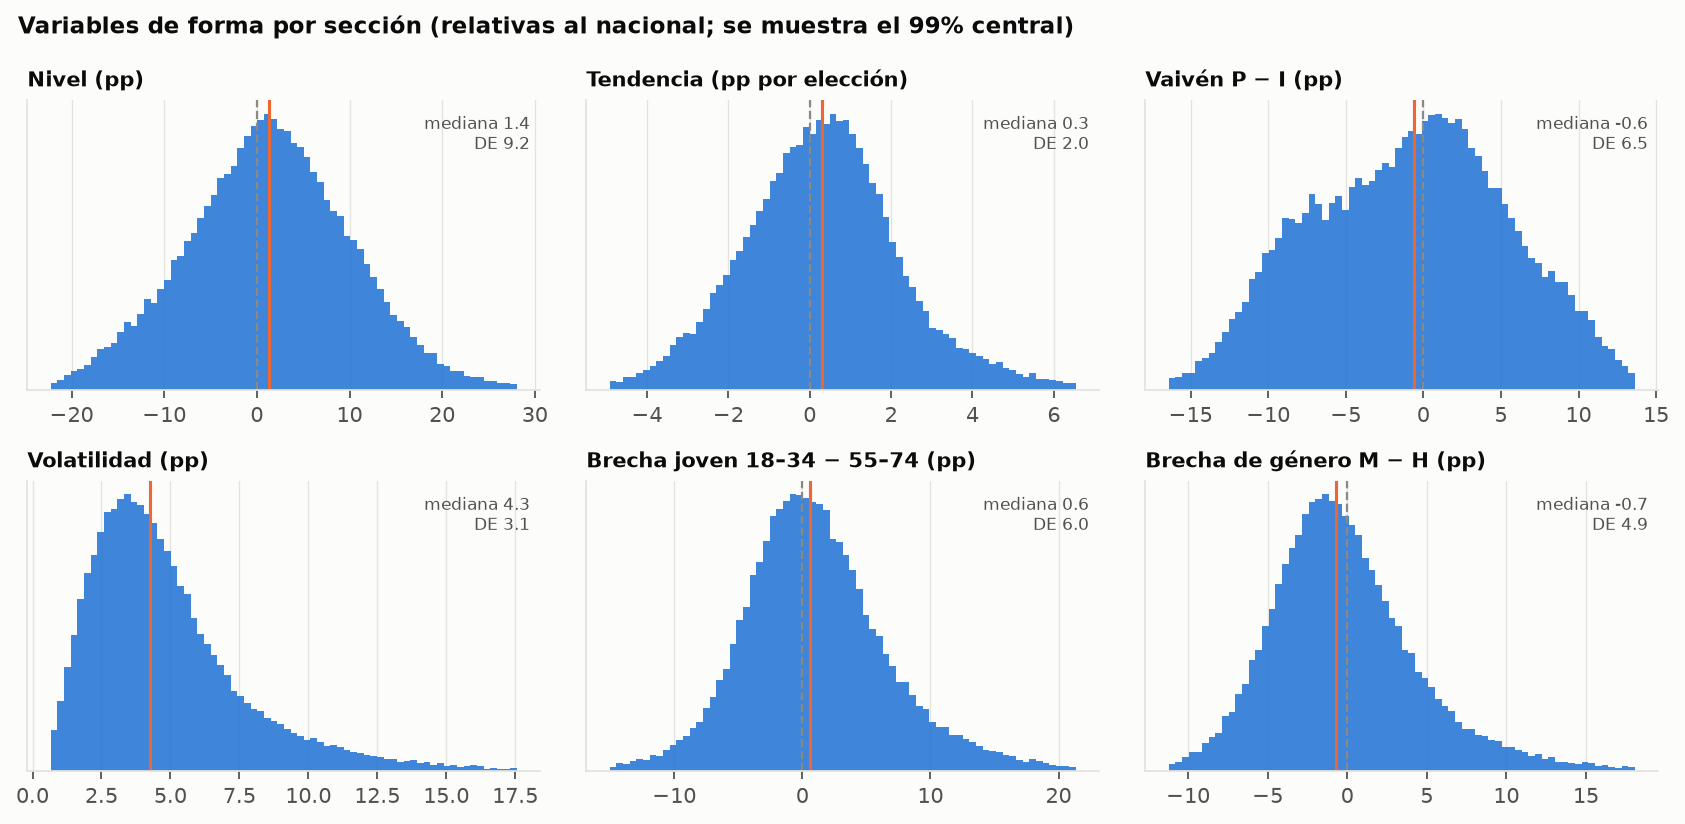 Variables de forma por sección (relativas al nacional; se muestra el 99% central)
Nivel (pp)
mediana 1.4
DE 9.2
−20 −10 0 10 20 30
Tendencia (pp por elección)
mediana 0.3
DE 2.0
−4 −2 0 2 4 6
Vaivén P − I (pp)
mediana -0.6
DE 6.5
−15 −10 −5 0 5 10 15
Volatilidad (pp)
mediana 4.3
DE 3.1
0.0 2.5 5.0 7.5 10.0 12.5 15.0 17.5
Brecha joven 18–34 − 55–74 (pp)
mediana 0.6
DE 6.0
−10 0 10 20
Brecha de género M − H (pp)
mediana -0.7
DE 4.9
−10 −5 0 5 10 15